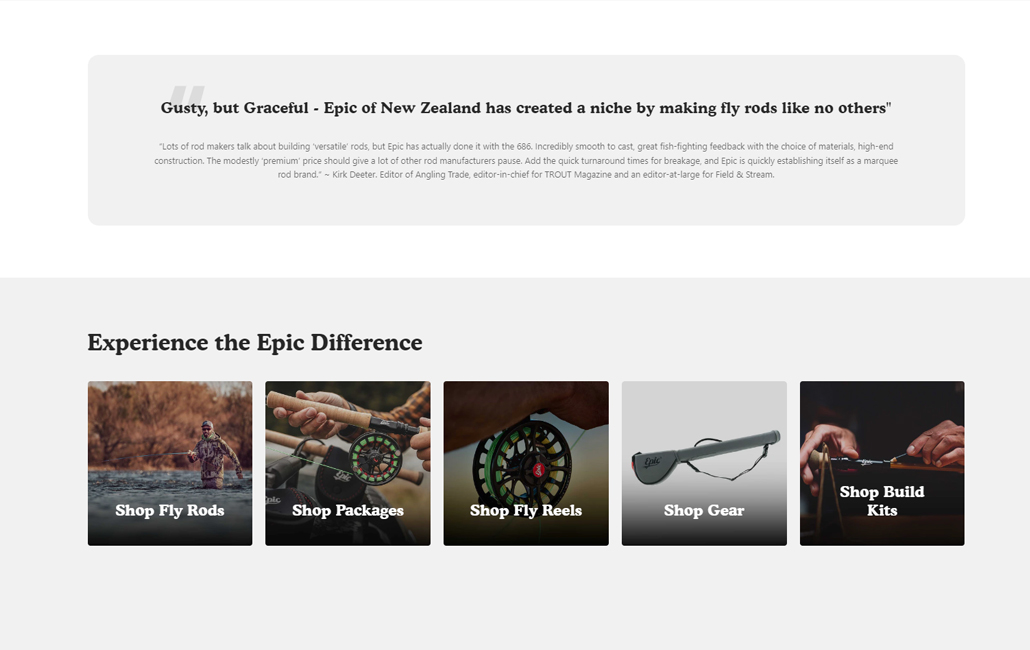 Gusty, but Graceful - Epic of New Zealand has created a niche by making fly rods like no others"
“Lots of rod makers talk about building ‘versatile’ rods, but Epic has actually done it with the 686. Incredibly smooth to cast, great fish-fighting feedback with the choice of materials, high-end
construction. The modestly ‘premium’ price should give a lot of other rod manufacturers pause. Add the quick turnaround times for breakage, and Epic is quickly establishing itself as a marquee
rod brand.” ~ Kirk Deeter. Editor of Angling Trade, editor-in-chief for TROUT Magazine and an editor-at-large for Field & Stream.
Experience the Epic Difference
Epic
Epic
Shop Fly Rods
Shop Packages
Shop Fly Reels
Shop Gear
Shop Build
Kits